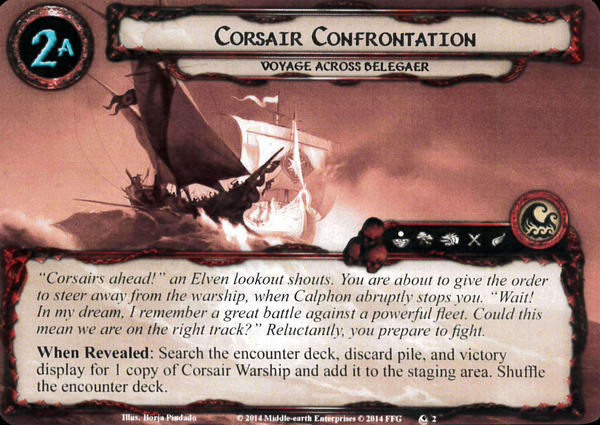 2A
CORSAIR CONFRONTATION
VOYAGE ACROSS BELEGAER
“Corsairs ahead!” an Elven lookout shouts. You are about to give the order
to steer away from the warship, when Calphon abruptly stops you. “Wait!
In my dream, I remember a great battle against a powerful fleet. Could this
mean we are on the right track?” Reluctantly, you prepare to fight.
When Revealed: Search the encounter deck, discard pile, and victory
display for 1 copy of Corsair Warship and add it to the staging area. Shuffle
the encounter deck.
Illus. Borja Pindado © 2014 Middle-earth Enterprises © 2014 FFG 2